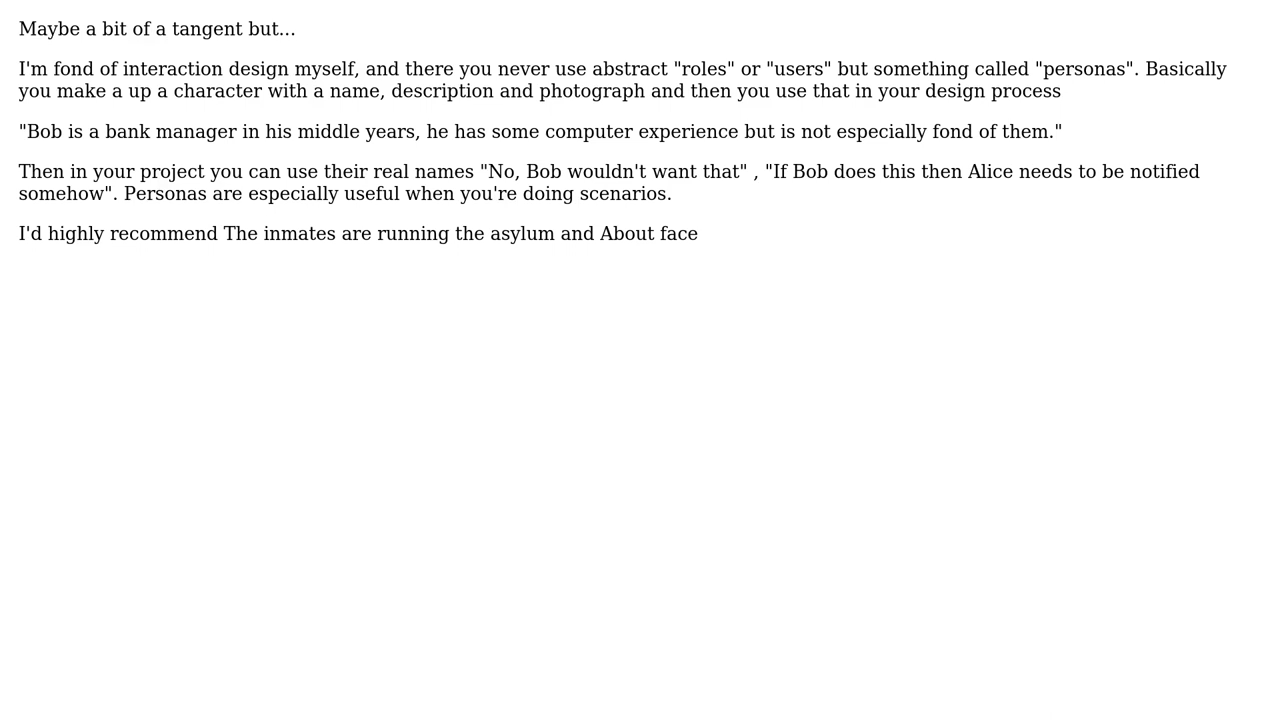 Maybe a bit of a tangent but...
I'm fond of interaction design myself, and there you never use abstract "roles" or "users" but something called "personas". Basically
you make a up a character with a name, description and photograph and then you use that in your design process
"Bob is a bank manager in his middle years, he has some computer experience but is not especially fond of them."
Then in your project you can use their real names "No, Bob wouldn't want that" , "If Bob does this then Alice needs to be notified
somehow". Personas are especially useful when you're doing scenarios.
I'd highly recommend The inmates are running the asylum and About face